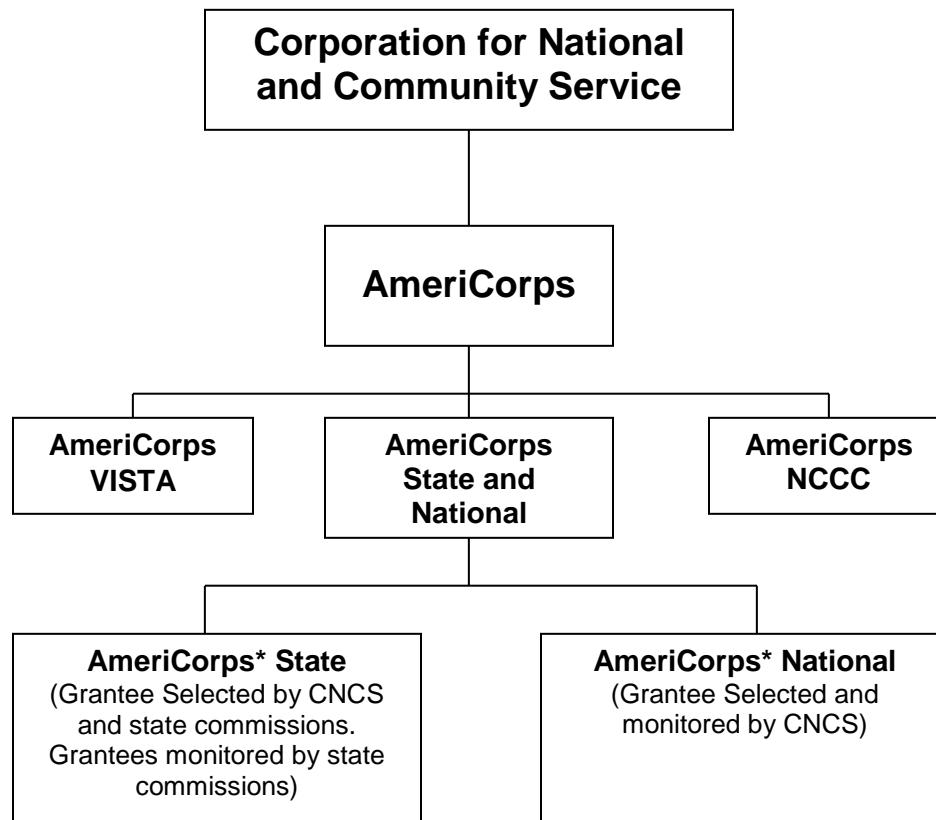 Corporation for National
and Community Service
AmeriCorps
AmeriCorps
VISTA
AmeriCorps
State and
National
AmeriCorps
NCCC
AmeriCorps* State
(Grantee Selected by CNCS
and state commissions.
Grantees monitored by state
commissions)
AmeriCorps* National
(Grantee Selected and
monitored by CNCS)